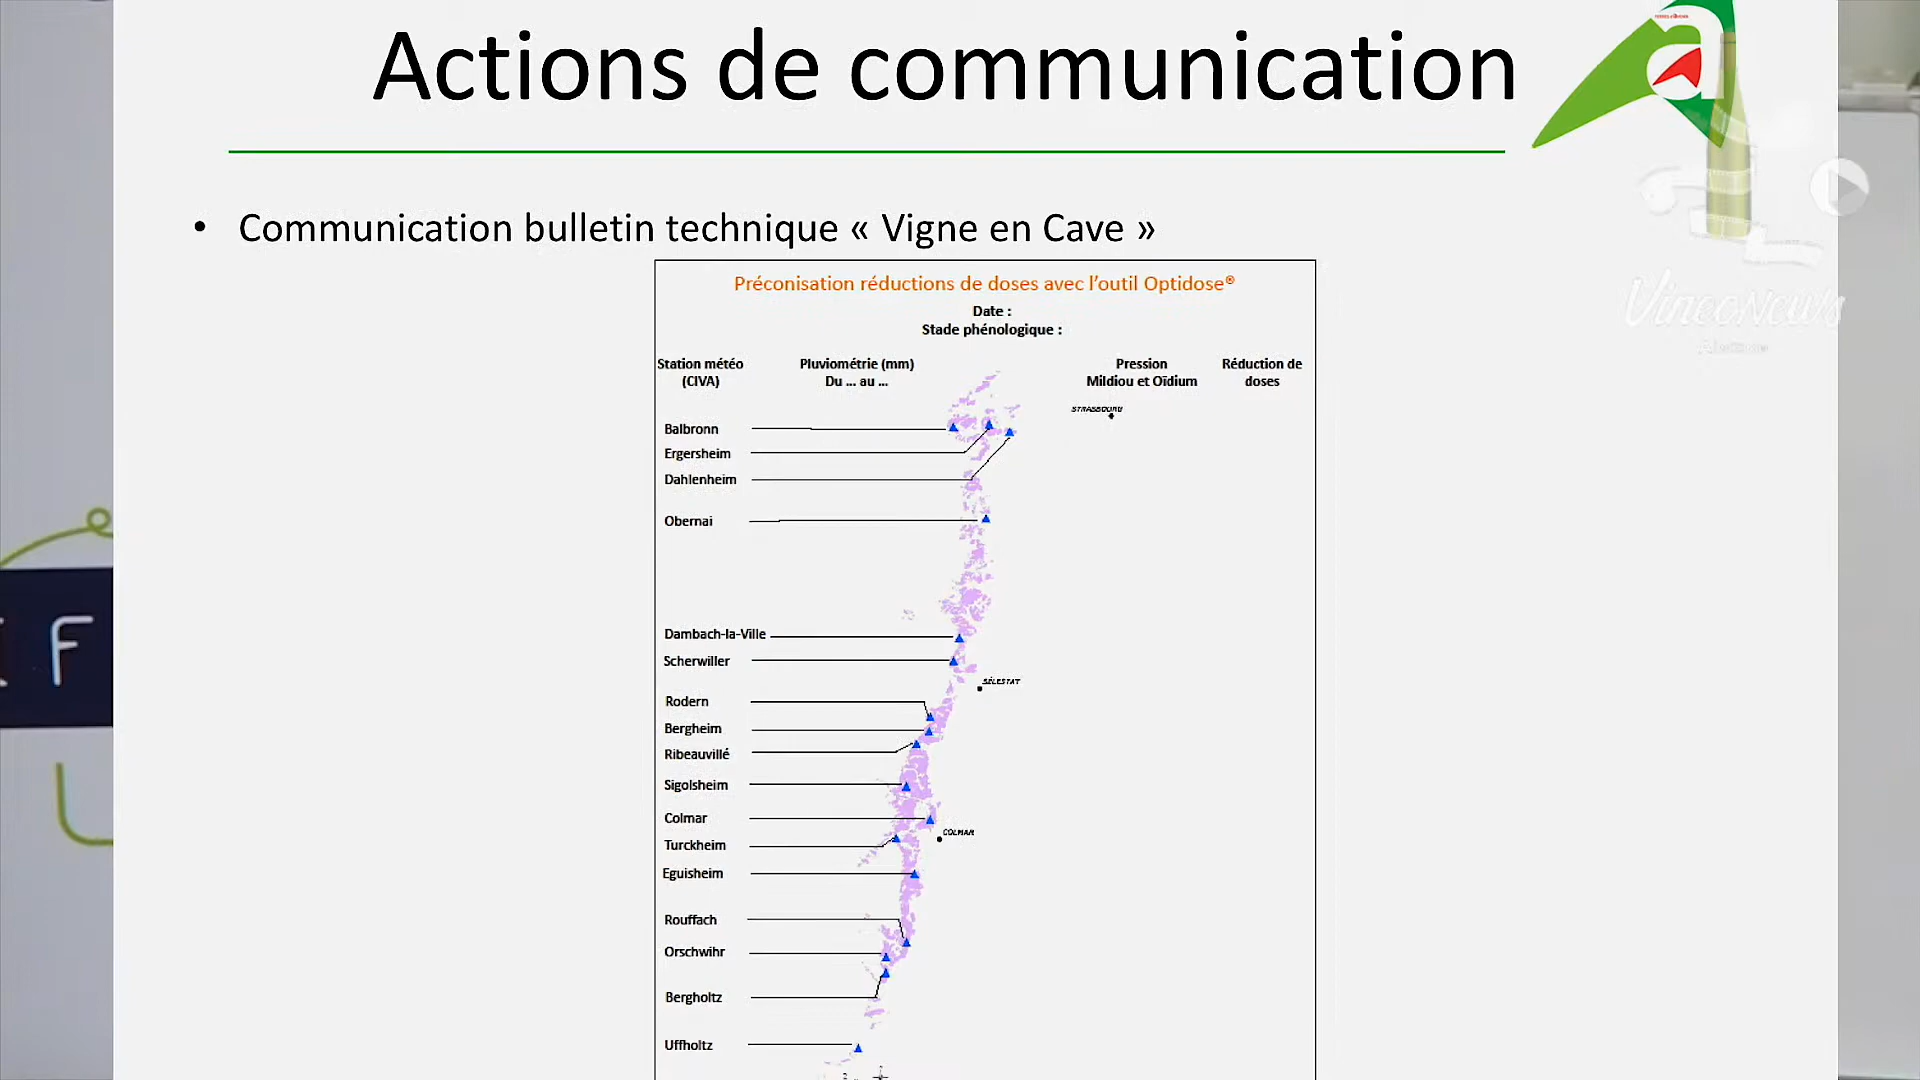 Actions de communication
• Communication bulletin technique « Vigne en Cave »
Préconisation réductions de doses avec l’outil Optidose®
Date :
Stade phénologique :
Station météo (CIVA)
Pluviométrie (mm) Du ... au ...
Pression Mildiou et Oïdium
Réduction de doses
STRASBOURG
Balbronn
Ergersheim
Dahlenheim
Obernai
Dambach-la-Ville
Scherwiller
SÉLESTAT
Rodern
Bergheim
Ribeauvillé
Sigolsheim
Colmar
COLMAR
Turckheim
Eguisheim
Rouffach
Orschwihr
Bergholtz
Uffholtz
F
a